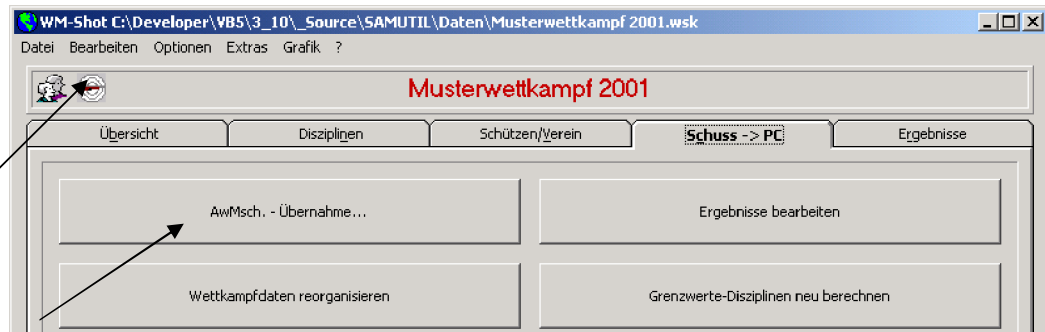 WM-Shot C:\Developer\VB5\3_10\_Source\SAMUTIL\Daten\Musterwettkampf 2001.wsk
Datei Bearbeiten Optionen Extras Grafik ?
Musterwettkampf 2001
Übersicht Disziplinen Schützen/Verein Schuss -> PC Ergebnisse
AwMsch. - Übernahme... Ergebnisse bearbeiten
Wettkampfdaten reorganisieren Grenzwerte-Disziplinen neu berechnen